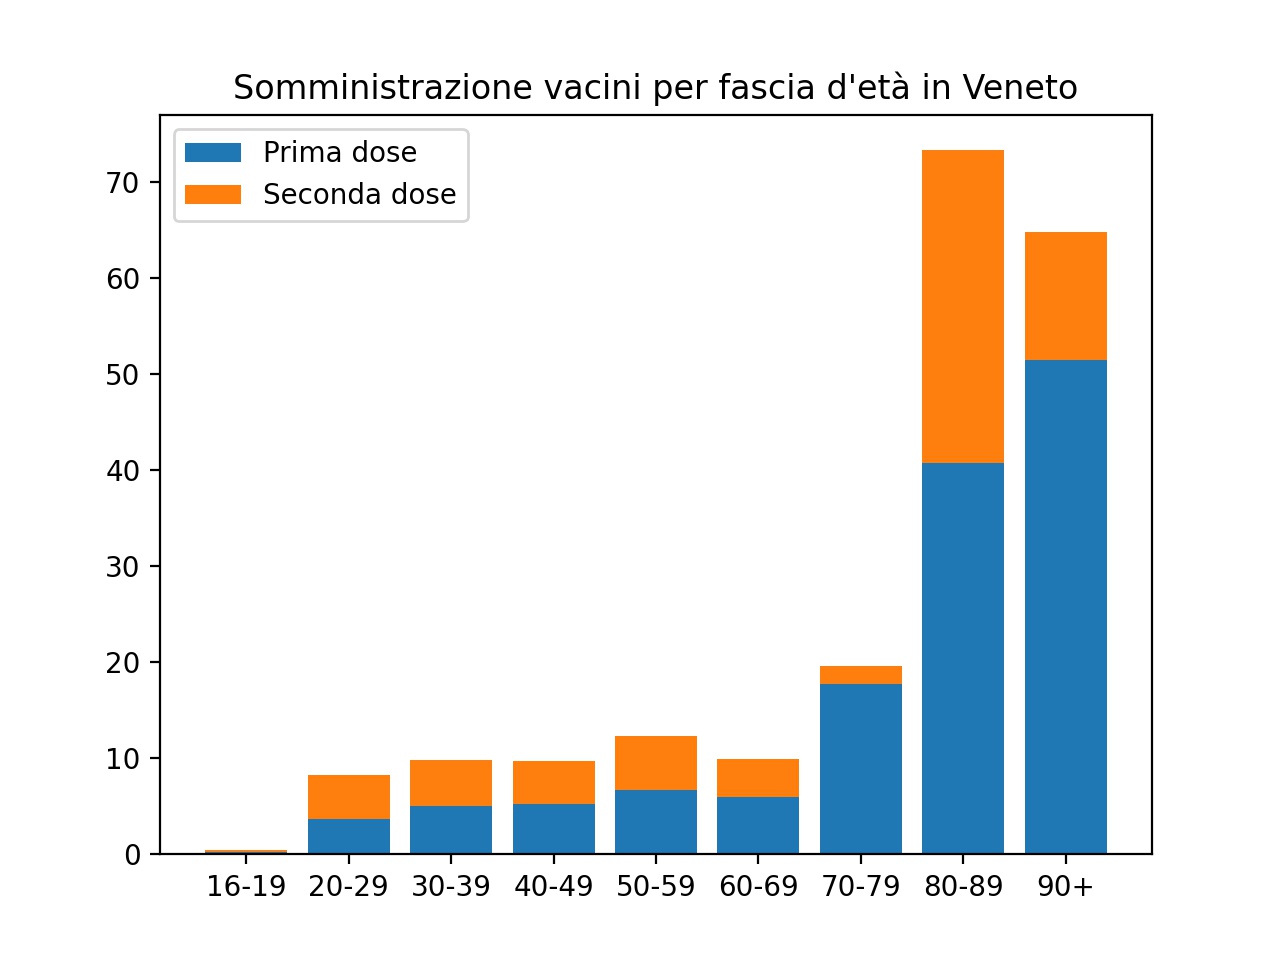 Somministrazione vacini per fascia d'età in Veneto
Prima dose
Seconda dose
70
60
50
40
30
20
10
0
16-19 20-29 30-39 40-49 50-59 60-69 70-79 80-89 90+